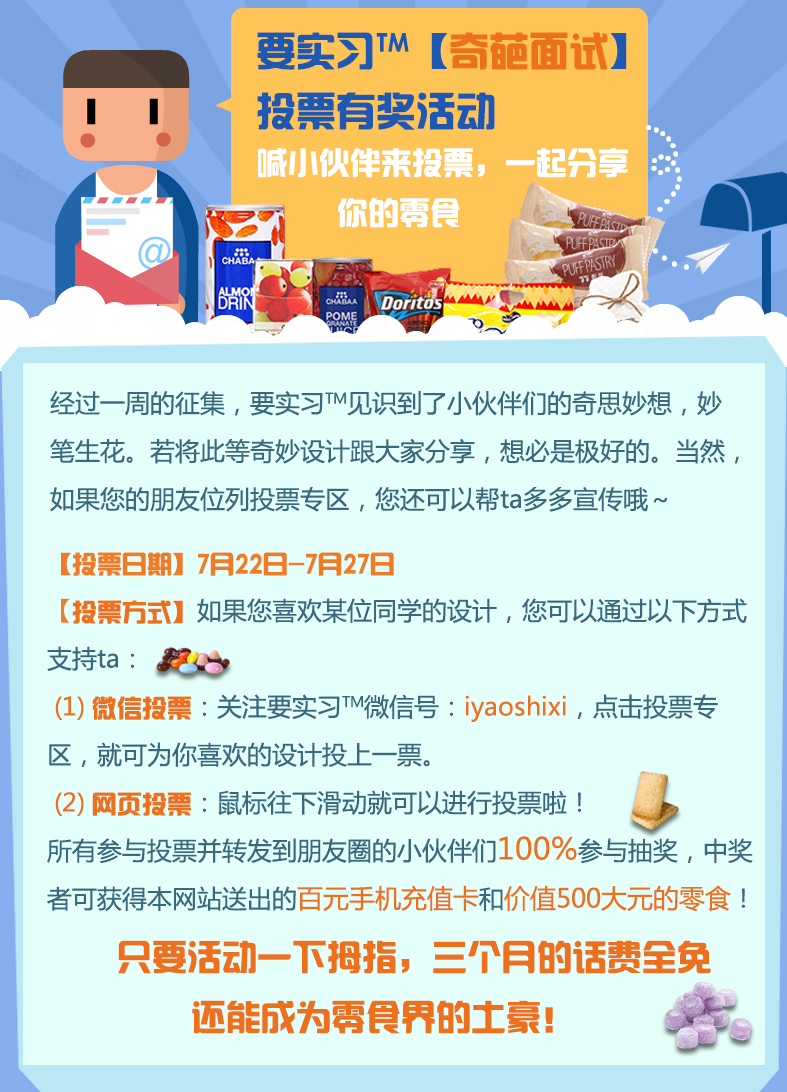 要实习™【奇葩面试】
投票有奖活动
喊小伙伴来投票，一起分享
你的零食
@
CHABAA
ALMOND
DRIN
CHABAA
POME
GRANATE
JUICE
Doritos
PUFF PASTRY
PUFF PASTRY
PUFF PASTRY
经过一周的征集，要实习™见识到了小伙伴们的奇思妙想，妙
笔生花。若将此等奇妙设计跟大家分享，想必是极好的。当然，
如果您的朋友位列投票专区，您还可以帮ta多多宣传哦～
【投票日期】7月22日-7月27日
【投票方式】如果您喜欢某位同学的设计，您可以通过以下方式
支持ta：
(1) 微信投票：关注要实习™微信号：iyaoshixi，点击投票专
区，就可为你喜欢的设计投上一票。
(2) 网页投票：鼠标往下滑动就可以进行投票啦！
所有参与投票并转发到朋友圈的小伙伴们100%参与抽奖，中奖
者可获得本网站送出的百元手机充值卡和价值500大元的零食！
只要活动一下拇指，三个月的话费全免
还能成为零食界的土豪!